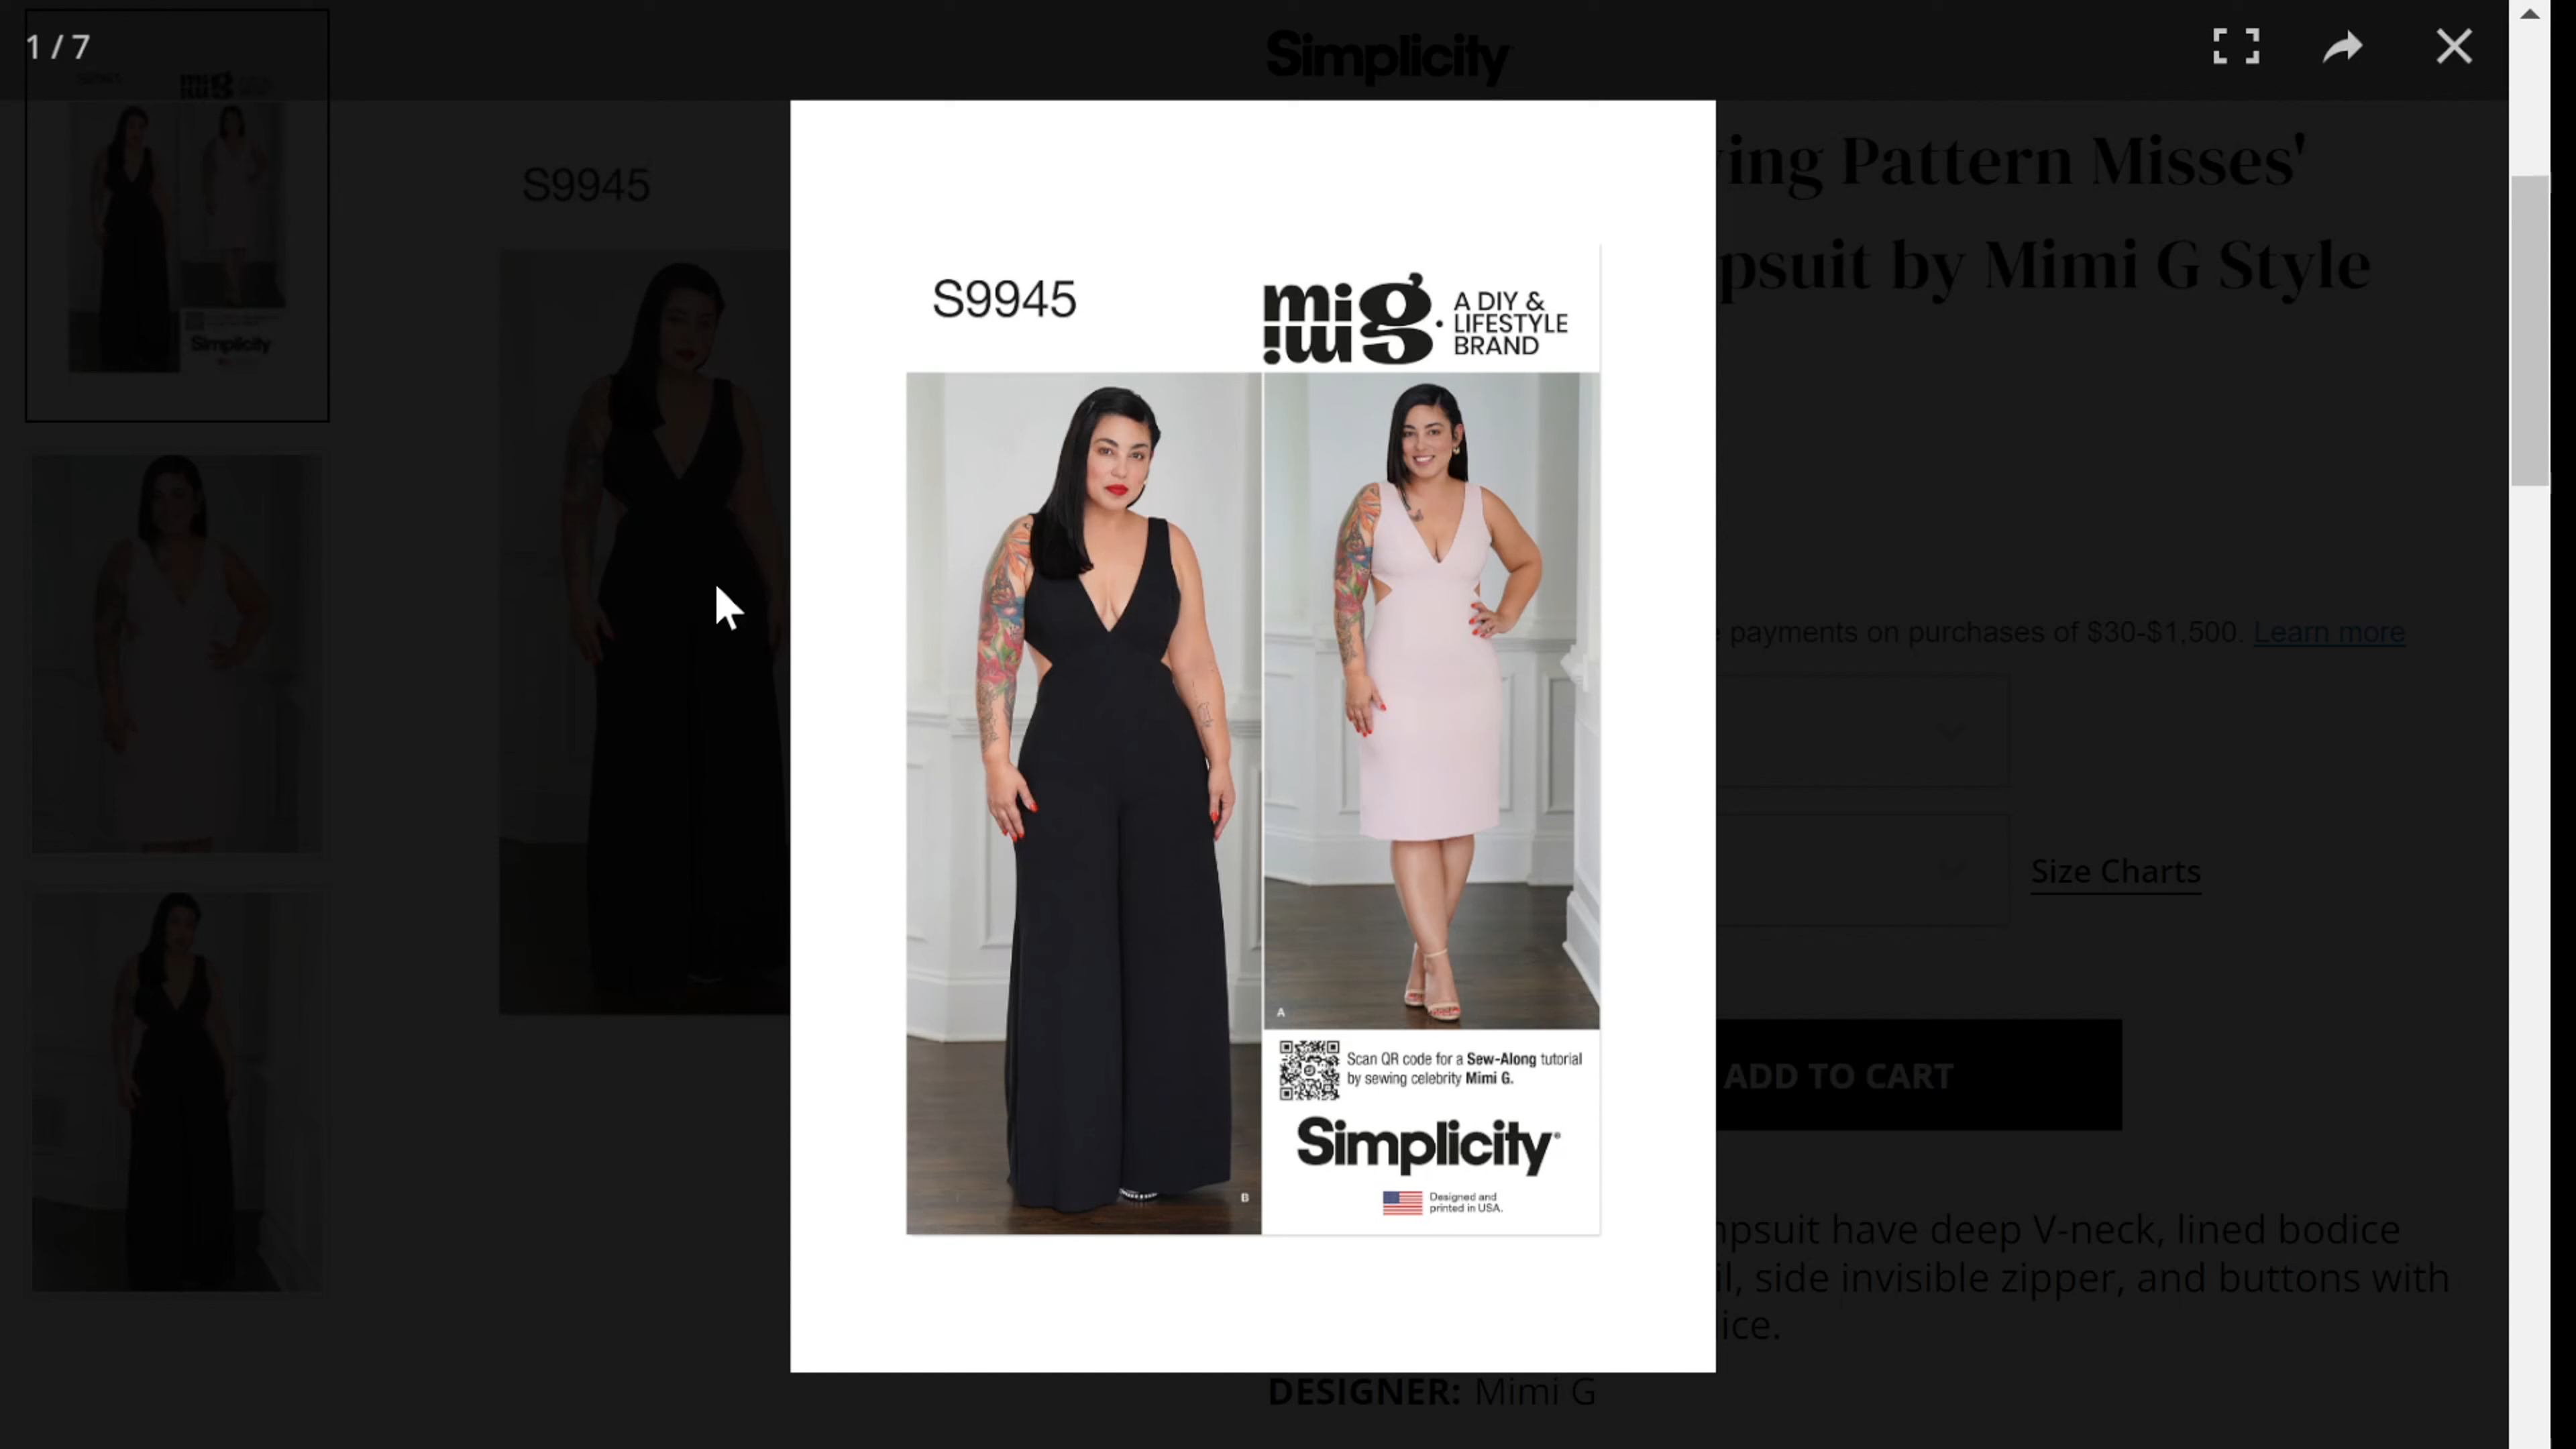 1 / 7
Simplicity
S9945
ing Pattern Misses'
psuit by Mimi G Style
S9945
mimi g.
A DIY &
LIFESTYLE
BRAND
payments on purchases of $30-$1,500. Learn more
Size Charts
A
Scan QR code for a Sew-Along tutorial
by sewing celebrity Mimi G.
ADD TO CART
Simplicity
B
Designed and
printed in USA.
psuit have deep V-neck, lined bodice
l, side invisible zipper, and buttons with
ice.
DESIGNER: Mimi G
mimi g
Simplicity